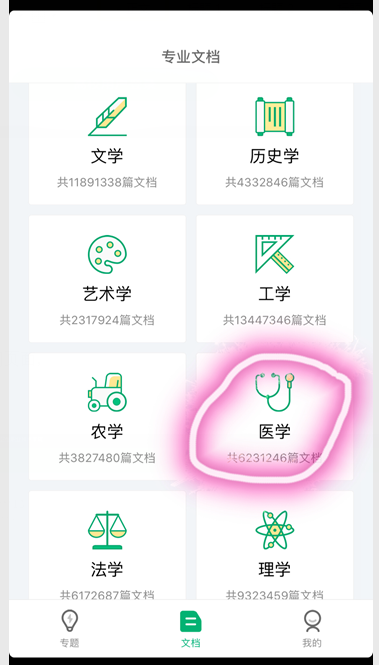 专业文档
文学
历史学
共11891338篇文档
共4332846篇文档
艺术学
工学
共2317924篇文档
共13447346篇文档
农学
医学
共3827480篇文档
共6231246篇文档
法学
理学
共6172687篇文档
共9323459篇文档
专题
文档
我的